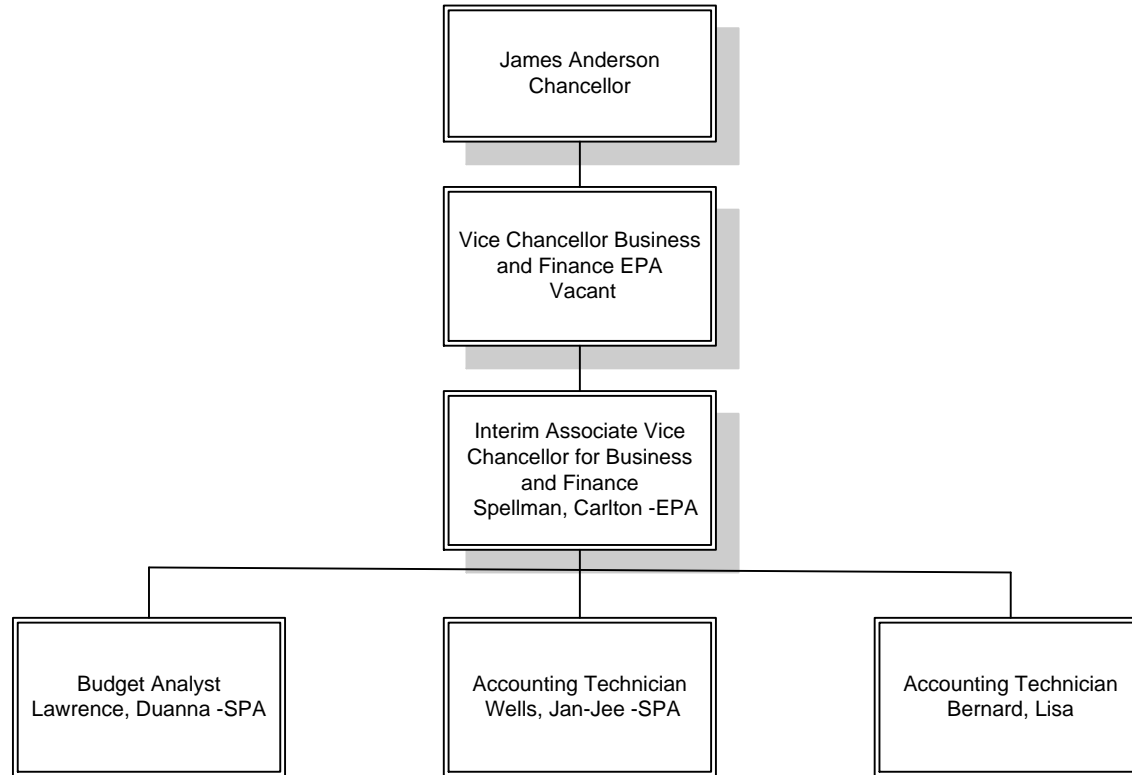 James Anderson
Chancellor
Vice Chancellor Business
and Finance EPA
Vacant
Interim Associate Vice
Chancellor for Business
and Finance
Spellman, Carlton -EPA
Budget Analyst
Lawrence, Duanna -SPA
Accounting Technician
Wells, Jan-Jee -SPA
Accounting Technician
Bernard, Lisa